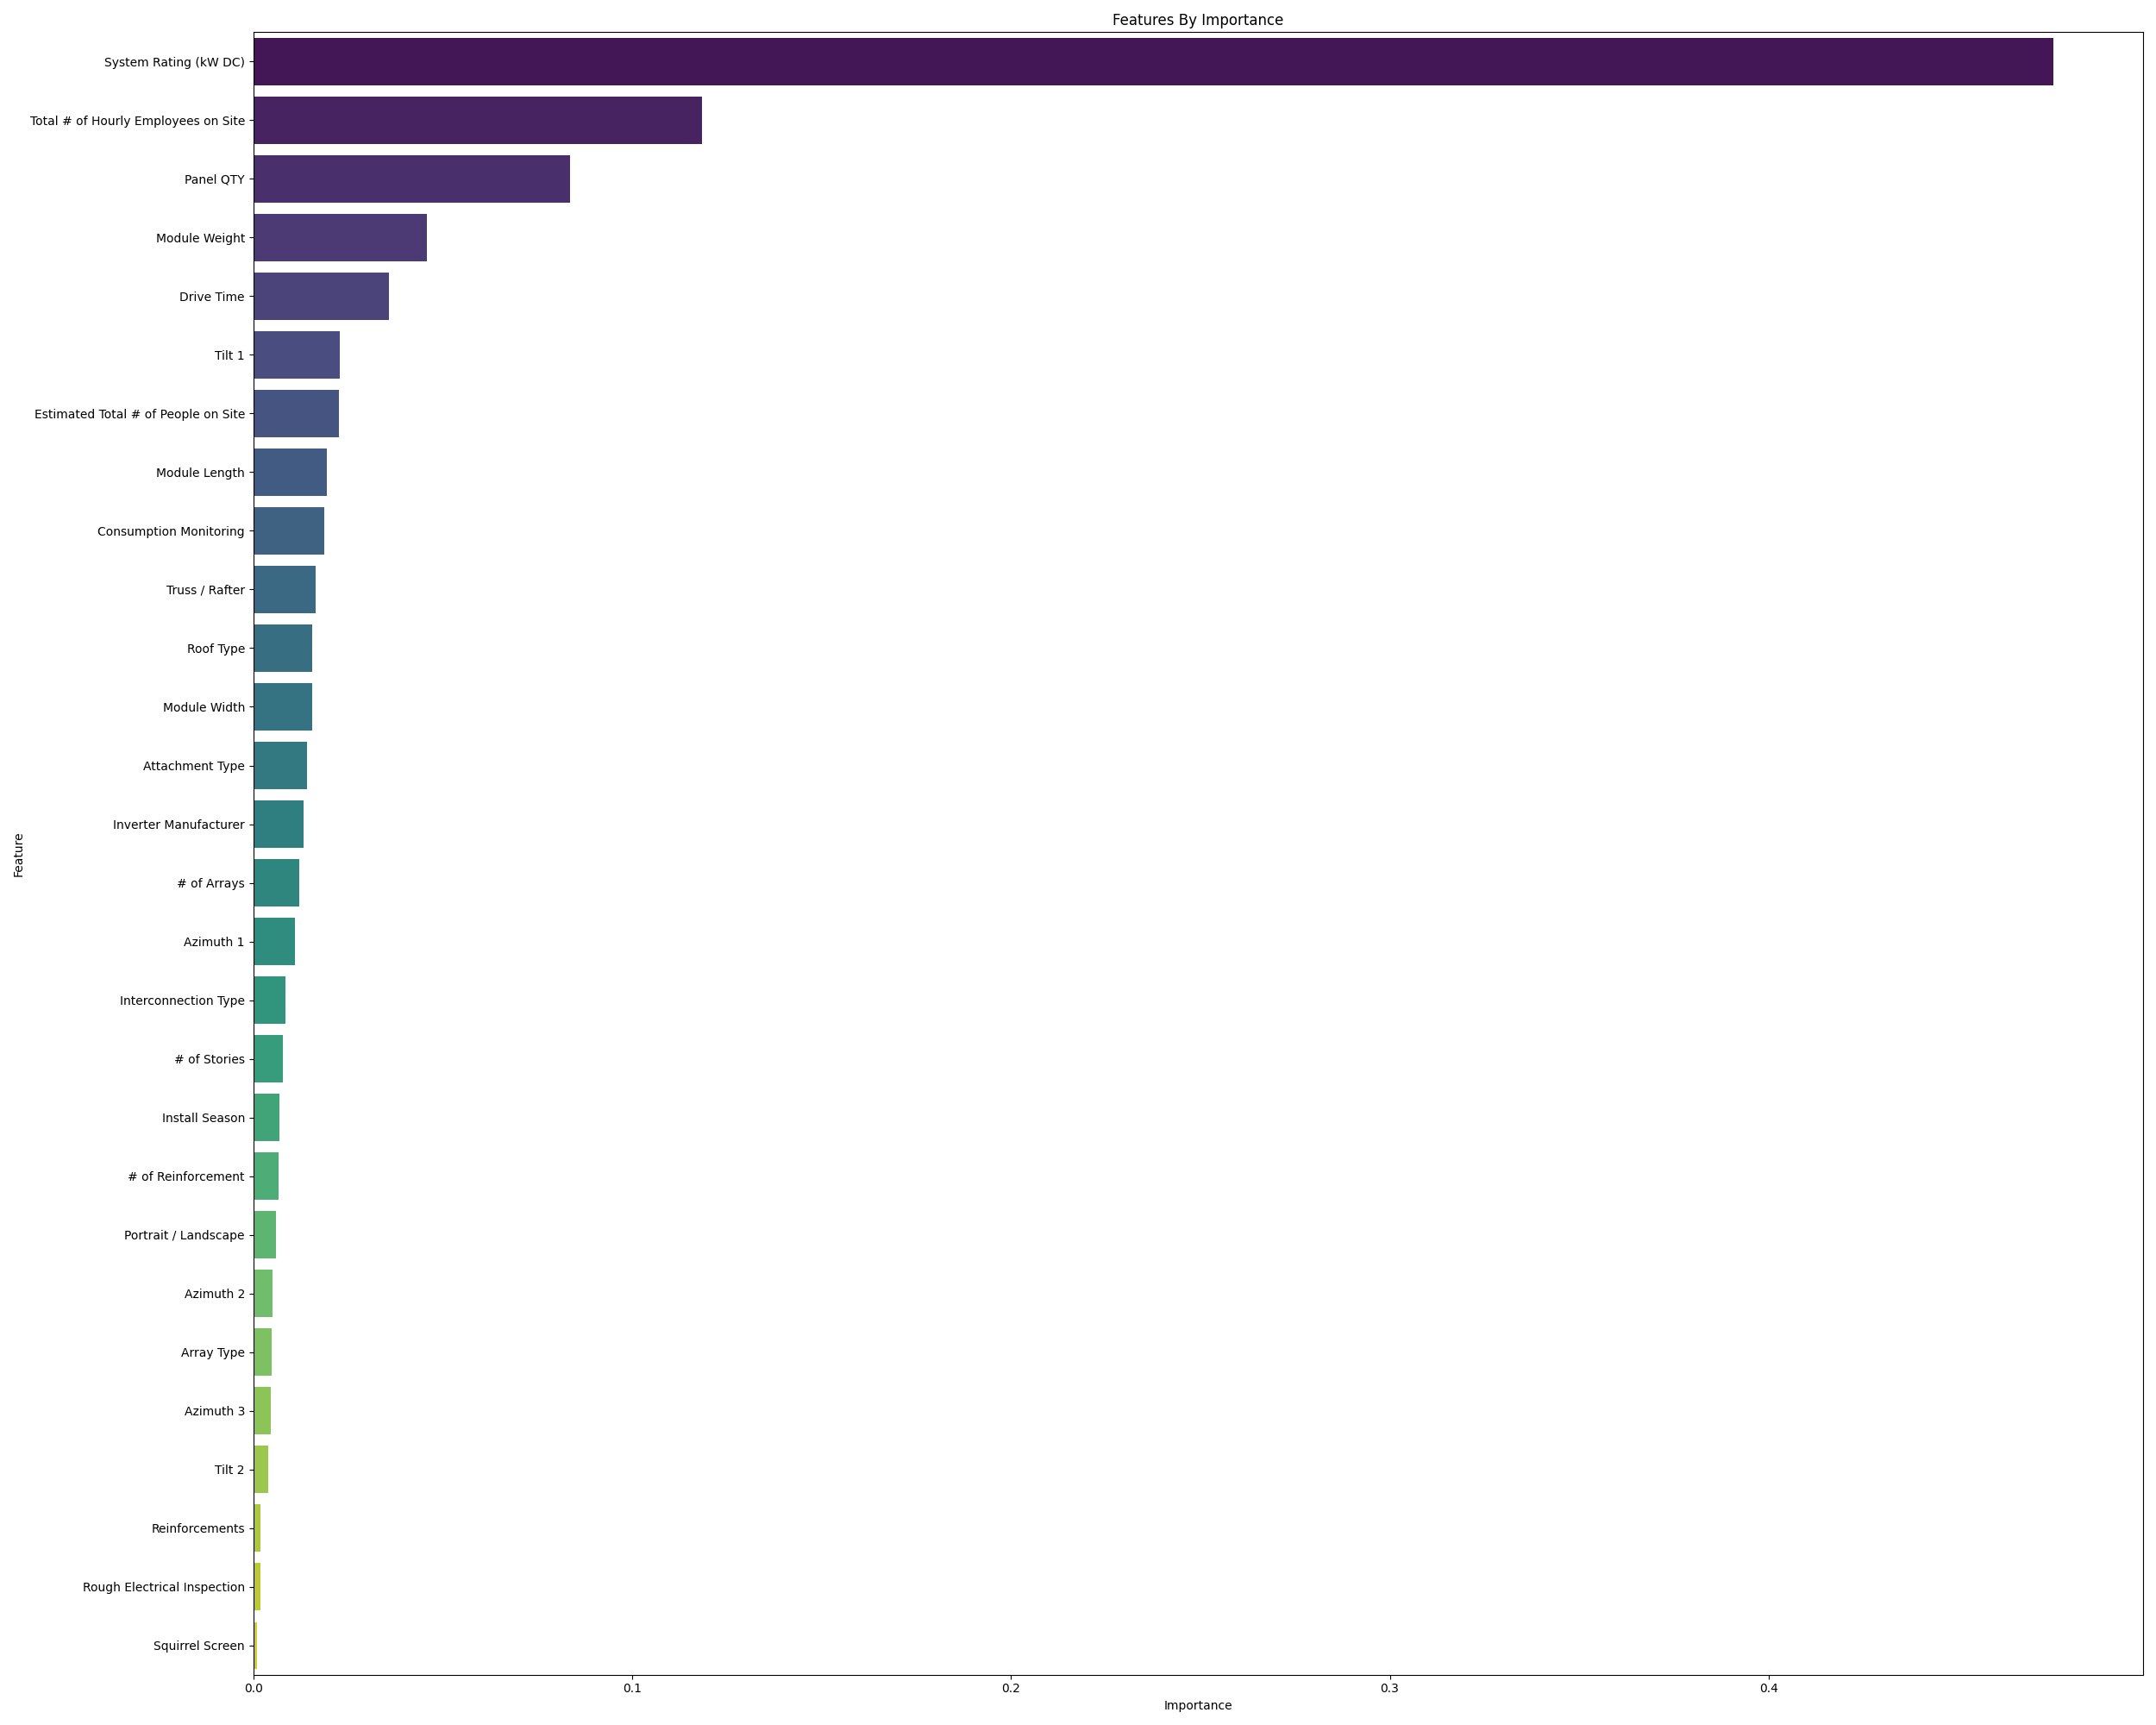 Features By Importance
System Rating (kW DC)
Total # of Hourly Employees on Site
Panel QTY
Module Weight
Drive Time
Tilt 1
Estimated Total # of People on Site
Module Length
Consumption Monitoring
Truss / Rafter
Roof Type
Module Width
Attachment Type
Inverter Manufacturer
# of Arrays
Azimuth 1
Interconnection Type
# of Stories
Install Season
# of Reinforcement
Portrait / Landscape
Azimuth 2
Array Type
Azimuth 3
Tilt 2
Reinforcements
Rough Electrical Inspection
Squirrel Screen
Feature
0.0 0.1 0.2 0.3 0.4
Importance